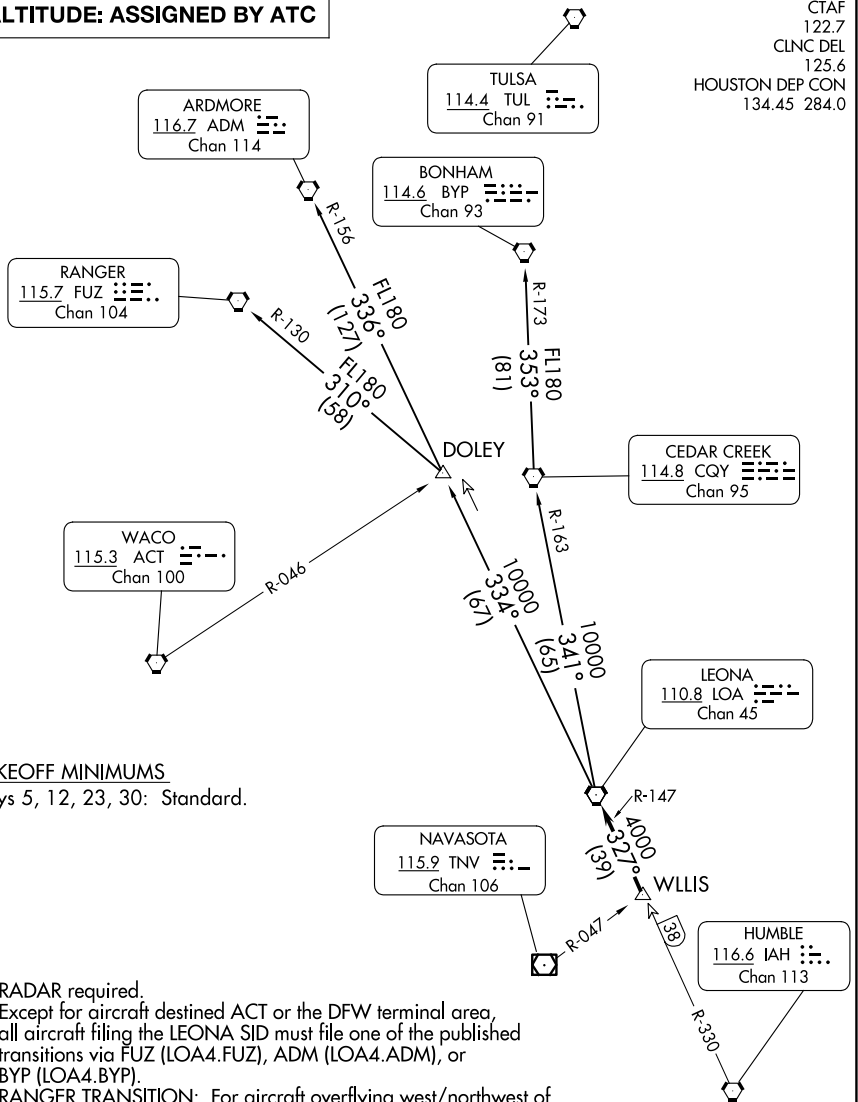 ALTITUDE: ASSIGNED BY ATC
CTAF
122.7
CLNC DEL
125.6
HOUSTON DEP CON
134.45 284.0
TULSA
114.4 TUL
Chan 91
ARDMORE
116.7 ADM
Chan 114
BONHAM
114.6 BYP
Chan 93
RANGER
115.7 FUZ
Chan 104
R-156
R-130
R-173
FL180
336°
(127)
FL180
310°
(58)
FL180
353°
(81)
DOLEY
CEDAR CREEK
114.8 CQY
Chan 95
WACO
115.3 ACT
Chan 100
R-046
R-163
10000
334°
(67)
10000
341°
(65)
LEONA
110.8 LOA
Chan 45
KEOFF MINIMUMS
ys 5, 12, 23, 30: Standard.
R-147
4000
327°
(39)
NAVASOTA
115.9 TNV
Chan 106
WLLIS
R-047
38
HUMBLE
116.6 IAH
Chan 113
R-330
RADAR required.
Except for aircraft destined ACT or the DFW terminal area,
all aircraft filing the LEONA SID must file one of the published
transitions via FUZ (LOA4.FUZ), ADM (LOA4.ADM), or
BYP (LOA4.BYP).
RANGER TRANSITION: For aircraft overflying west/northwest of